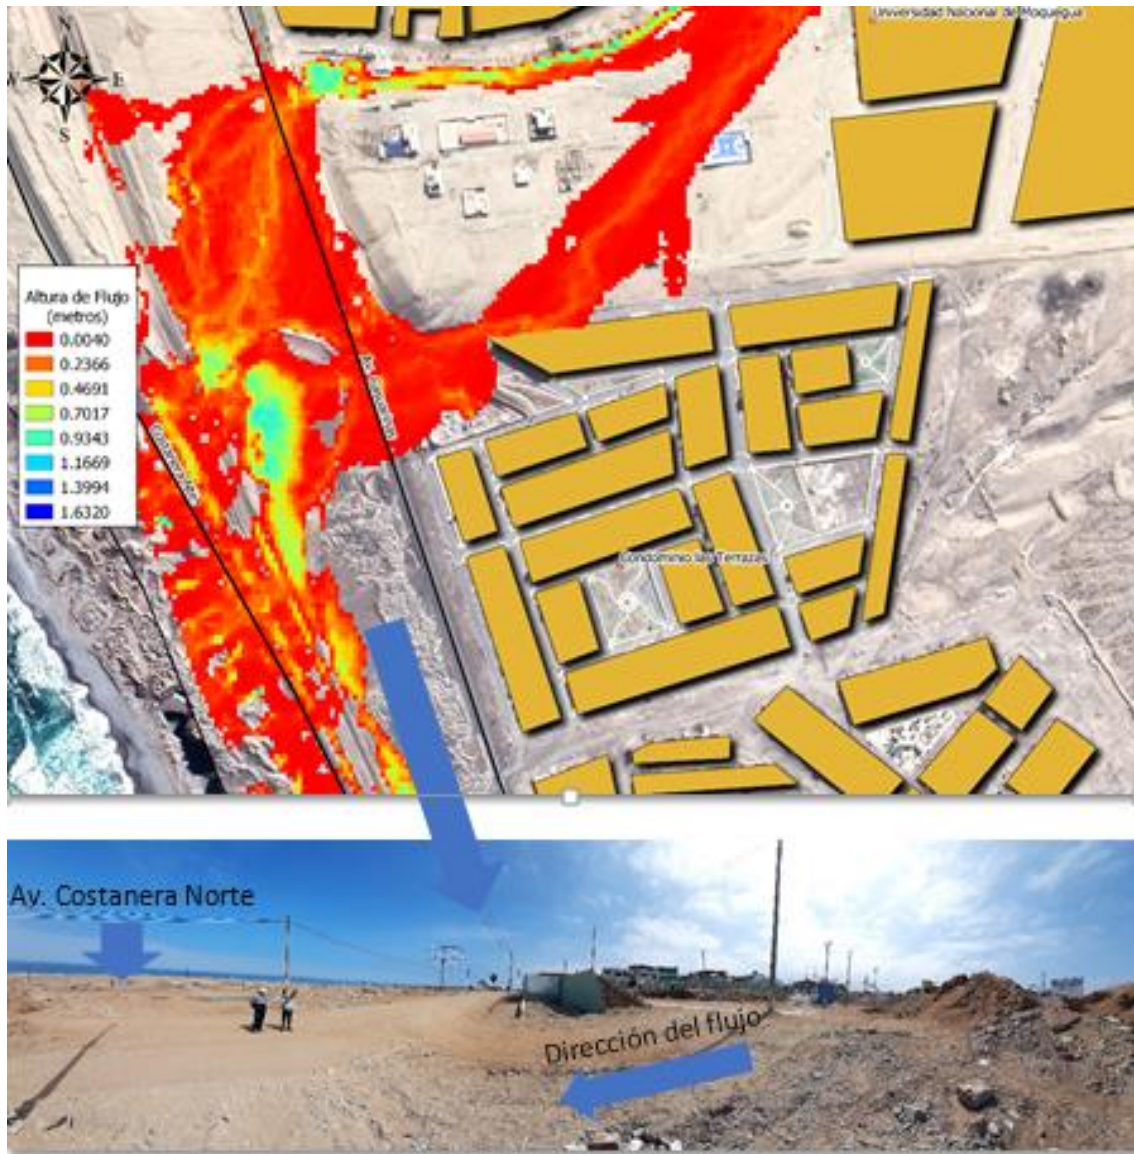 Universidad Nacional de Moquegua
N
W
E
S
Altura de Flujo
(metros)
0.0040
0.2366
0.4691
0.7017
0.9343
1.1669
1.3994
1.6320
Condominio las Terrazas
Av. Costanera Norte
Dirección del flujo